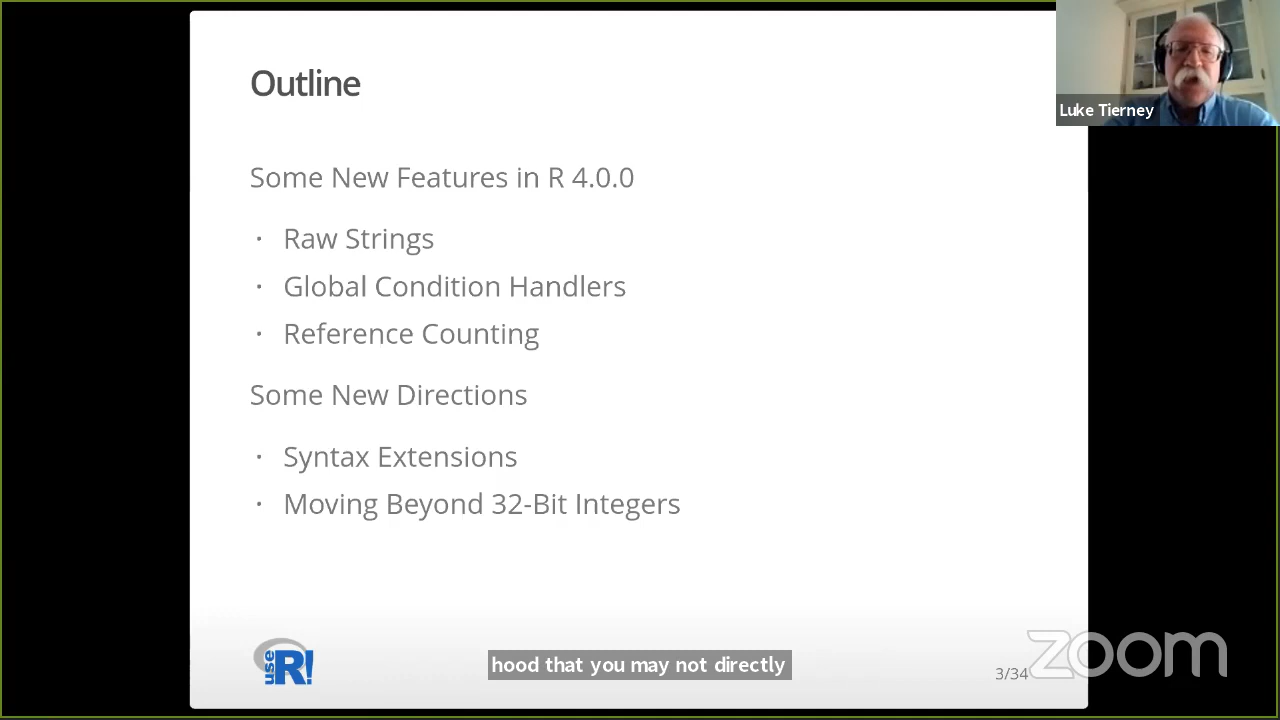 Outline
Luke Tierney
Some New Features in R 4.0.0
· Raw Strings
· Global Condition Handlers
· Reference Counting
Some New Directions
· Syntax Extensions
· Moving Beyond 32-Bit Integers
useR!
hood that you may not directly
3/34
zoom